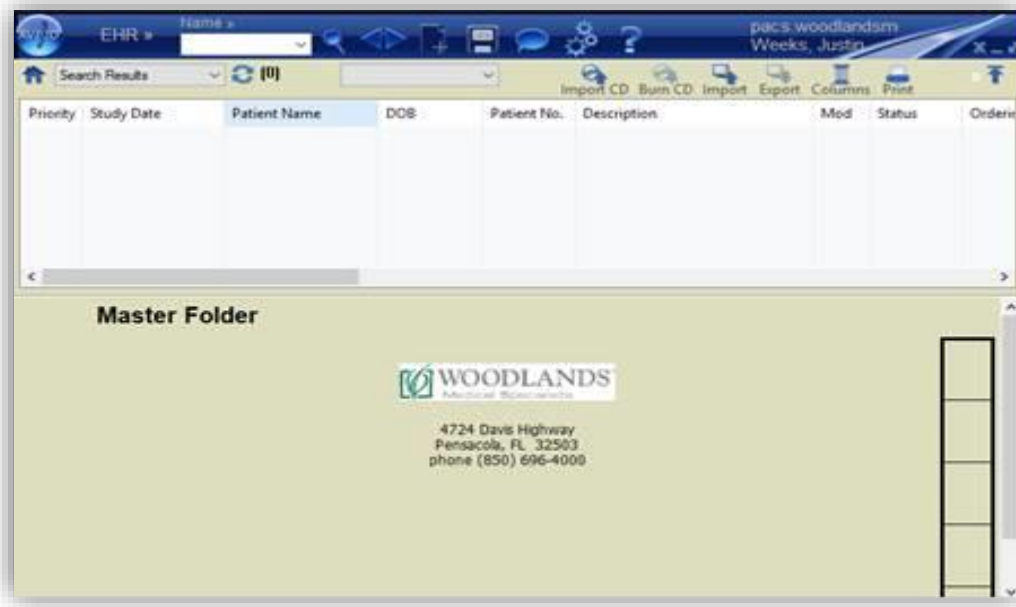 EHR »
Name »
pacs.woodlandsm
Weeks, Justin
Search Results
(0)
Import CD Burn CD Import Export Columns Print
Priority Study Date Patient Name DOB Patient No. Description Mod Status Orderin
Master Folder
WOODLANDS
Medical Specialists
4724 Davis Highway
Pensacola, FL 32503
phone (850) 696-4000